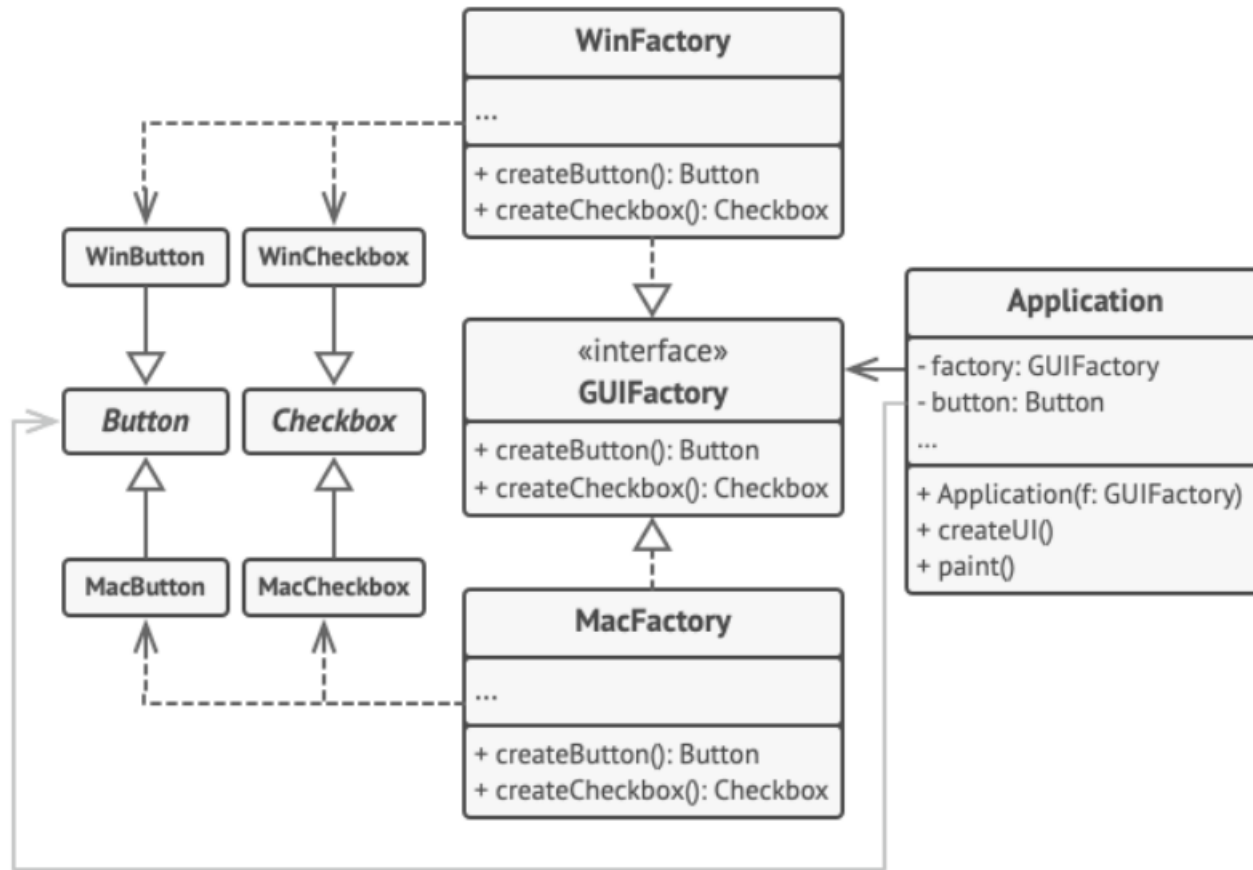 WinFactory
...
+ createButton(): Button
+ createCheckbox(): Checkbox
WinButton
WinCheckbox
Button
Checkbox
MacButton
MacCheckbox
«interface»
GUIFactory
+ createButton(): Button
+ createCheckbox(): Checkbox
Application
- factory: GUIFactory
- button: Button
...
+ Application(f: GUIFactory)
+ createUI()
+ paint()
MacFactory
...
+ createButton(): Button
+ createCheckbox(): Checkbox